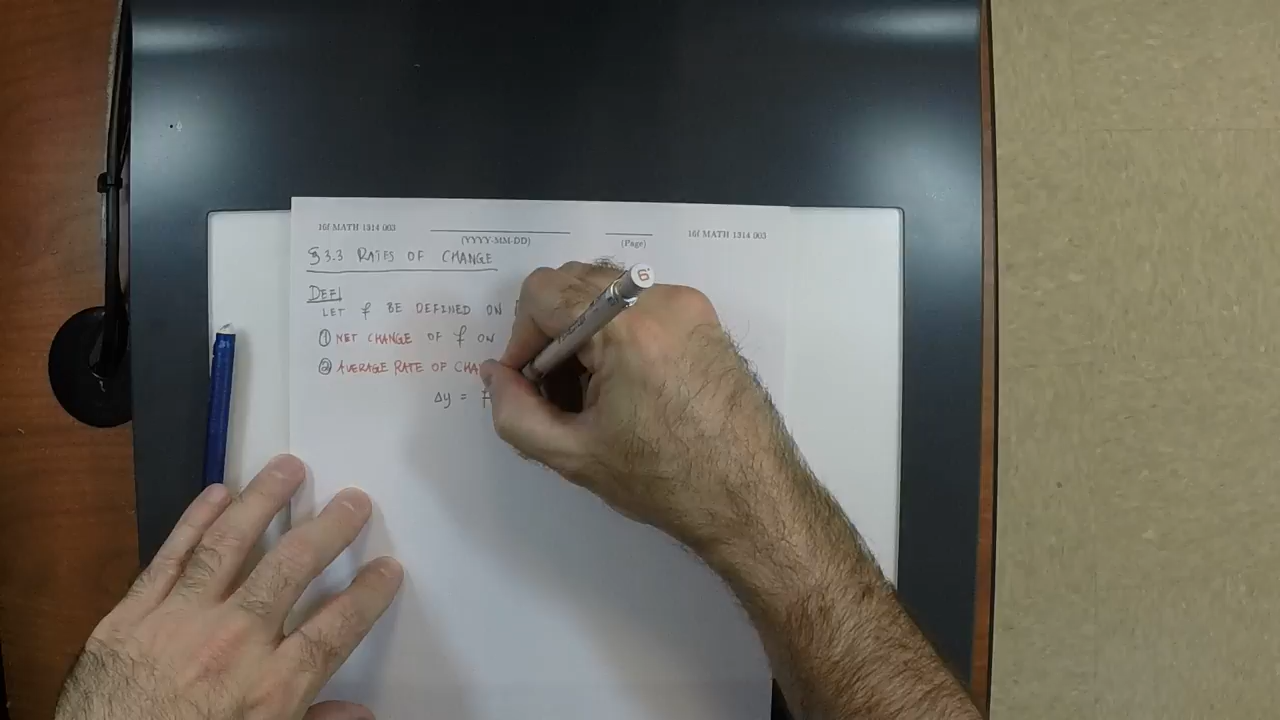 16f MATH 1314 003
(YYYY-MM-DD)
(Page)
16f MATH 1314 003
§3.3 RATES OF CHANGE
DEF
LET f BE DEFINED ON
① NET CHANGE OF f ON
② AVERAGE RATE OF CHA
Δy = f